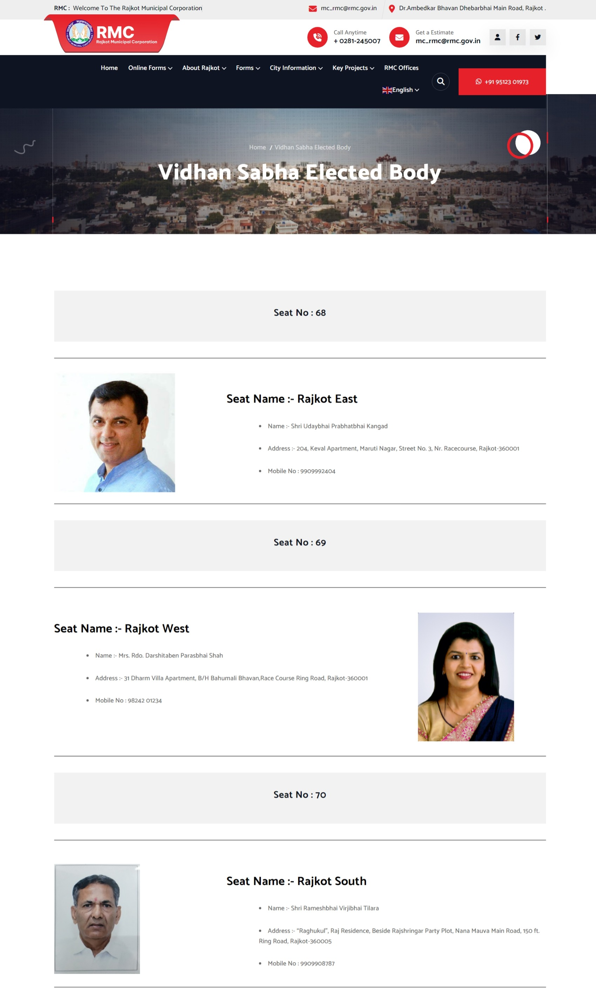 RMC : Welcome To The Rajkot Municipal Corporation
mc_rmc@rmc.gov.in
Dr.Ambedkar Bhavan Dhebarbhai Main Road, Rajkot .
RMC
Rajkot Municipal Corporation
Call Anytime
+ 0281-245007
Get a Estimate
mc_rmc@rmc.gov.in
Home Online Forms About Rajkot Forms City Information Key Projects RMC Offices
English
+91 95123 01973
Home / Vidhan Sabha Elected Body
Vidhan Sabha Elected Body
Seat No : 68
Seat Name :- Rajkot East
• Name :- Shri Udaybhai Prabhatbhai Kangad
• Address :- 204, Keval Apartment, Maruti Nagar, Street No. 3, Nr. Racecourse, Rajkot-360001
• Mobile No : 9909992404
Seat No : 69
Seat Name :- Rajkot West
• Name :- Mrs. Rdo. Darshitaben Parasbhai Shah
• Address :- 31 Dharm Villa Apartment, B/H Bahumali Bhavan,Race Course Ring Road, Rajkot-360001
• Mobile No : 98242 01234
Seat No : 70
Seat Name :- Rajkot South
• Name :- Shri Rameshbhai Virjibhai Tilara
• Address :- “Raghukul”, Raj Residence, Beside Rajshringar Party Plot, Nana Mauva Main Road, 150 ft.
Ring Road, Rajkot-360005
• Mobile No : 9909908787